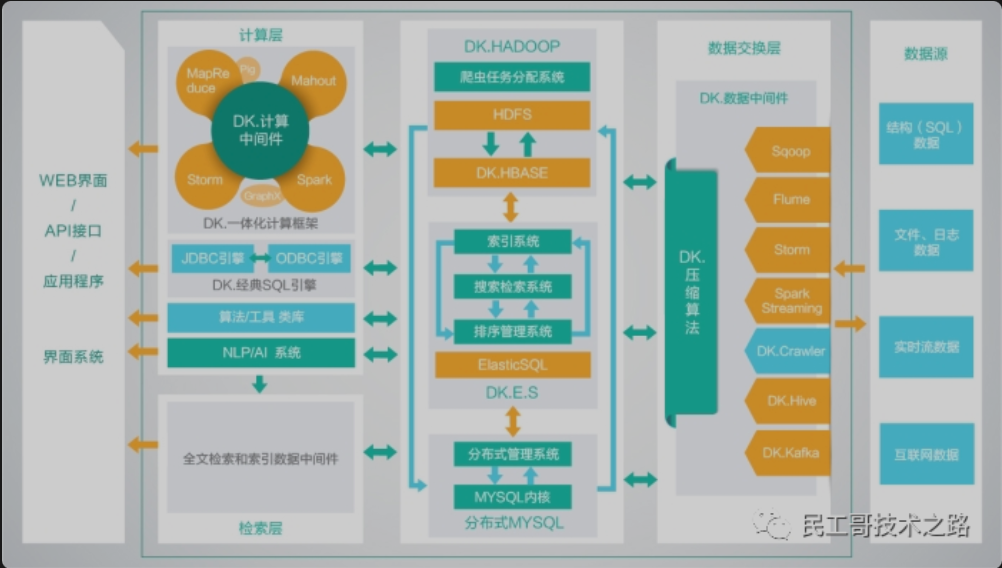 WEB界面
/
API接口
/
应用程序
界面系统
计算层
MapRe
duce
Pig
Mahout
DK.计算
中间件
Storm
GraphX
Spark
DK.一体化计算框架
JDBC引擎
ODBC引擎
DK.经典SQL引擎
算法/工具 类库
NLP/AI 系统
全文检索和索引数据中间件
检索层
DK.HADOOP
爬虫任务分配系统
HDFS
DK.HBASE
索引系统
搜索检索系统
排序管理系统
ElasticSQL
DK.E.S
分布式管理系统
MYSQL内核
分布式MYSQL
数据交换层
DK.数据中间件
DK.
压
缩
算
法
Sqoop
Flume
Storm
Spark
Streaming
DK.Crawler
DK.Hive
DK.Kafka
数据源
结构（SQL）
数据
文件、日志
数据
实时流数据
互联网数据
民工哥技术之路